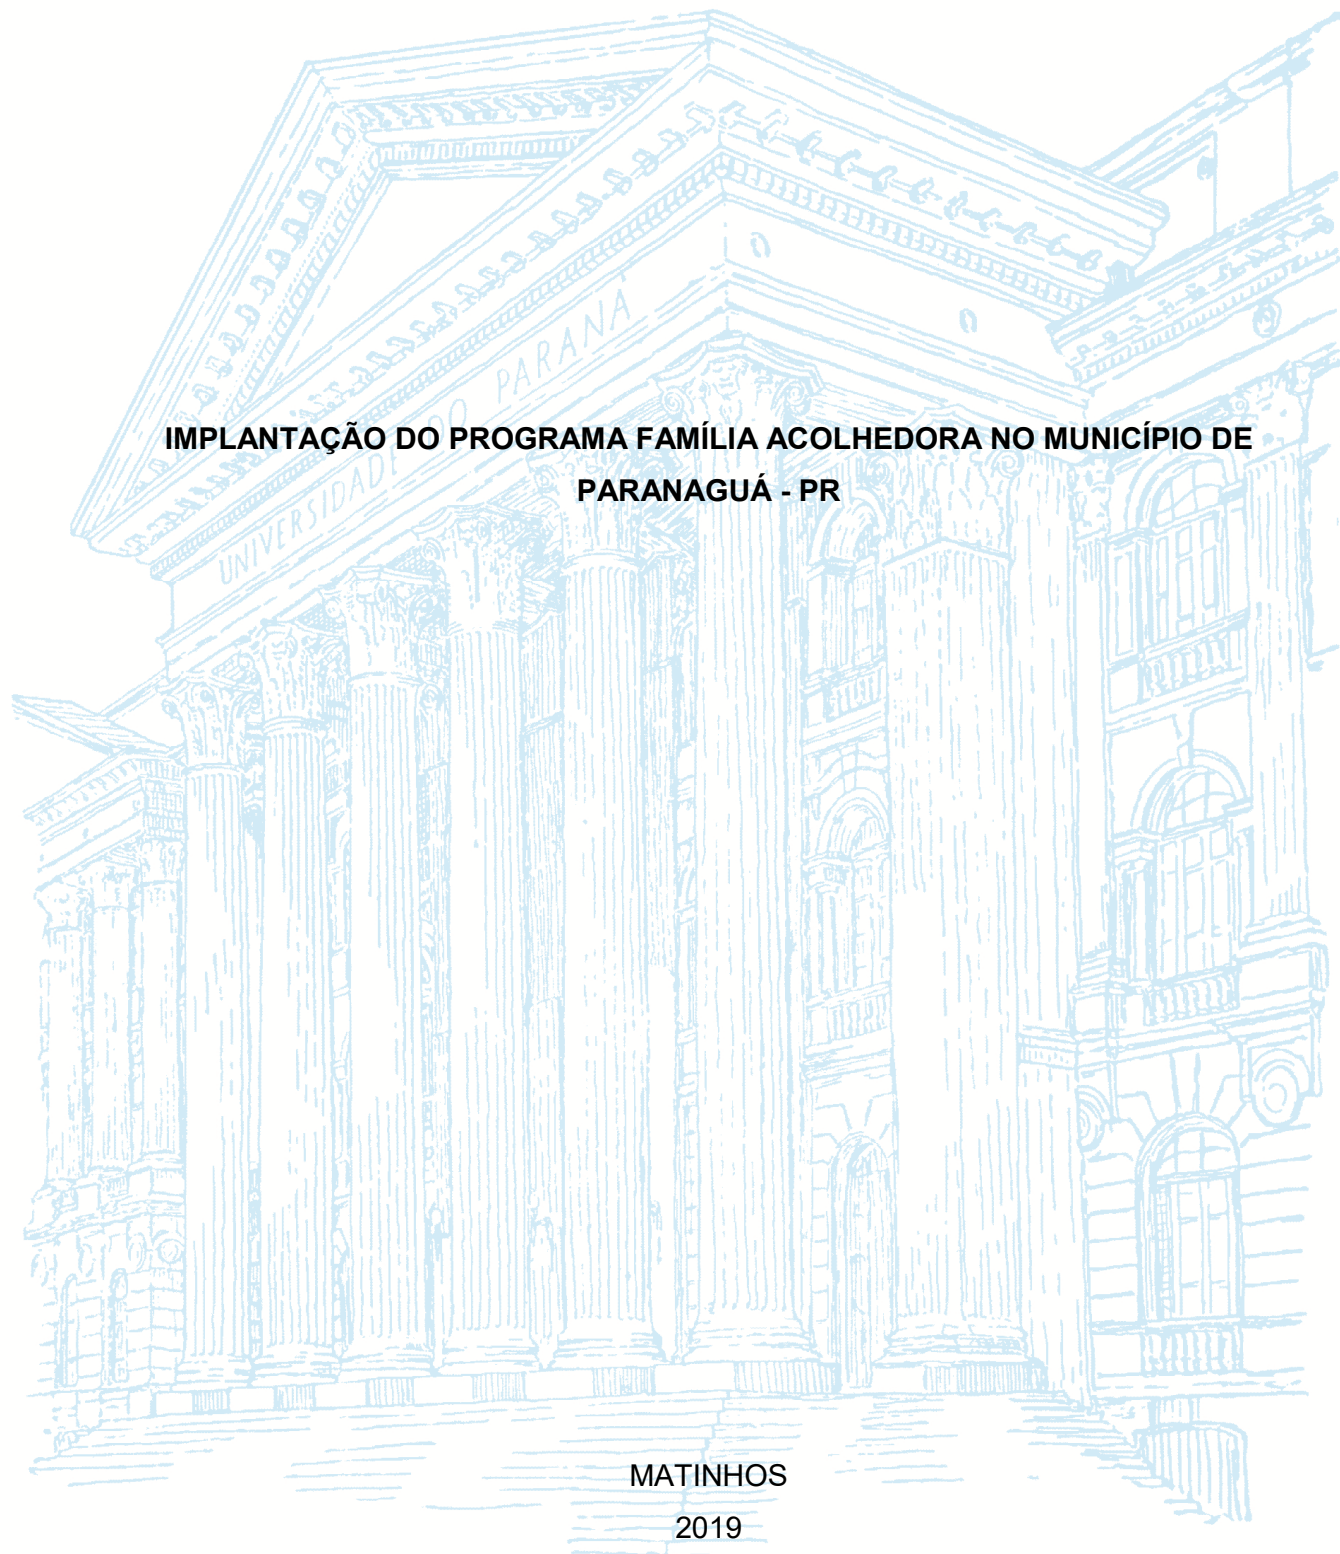 UNIVERSIDADE DO PARANÁ
IMPLANTAÇÃO DO PROGRAMA FAMÍLIA ACOLHEDORA NO MUNICÍPIO DE
PARANAGUÁ - PR
MATINHOS
2019